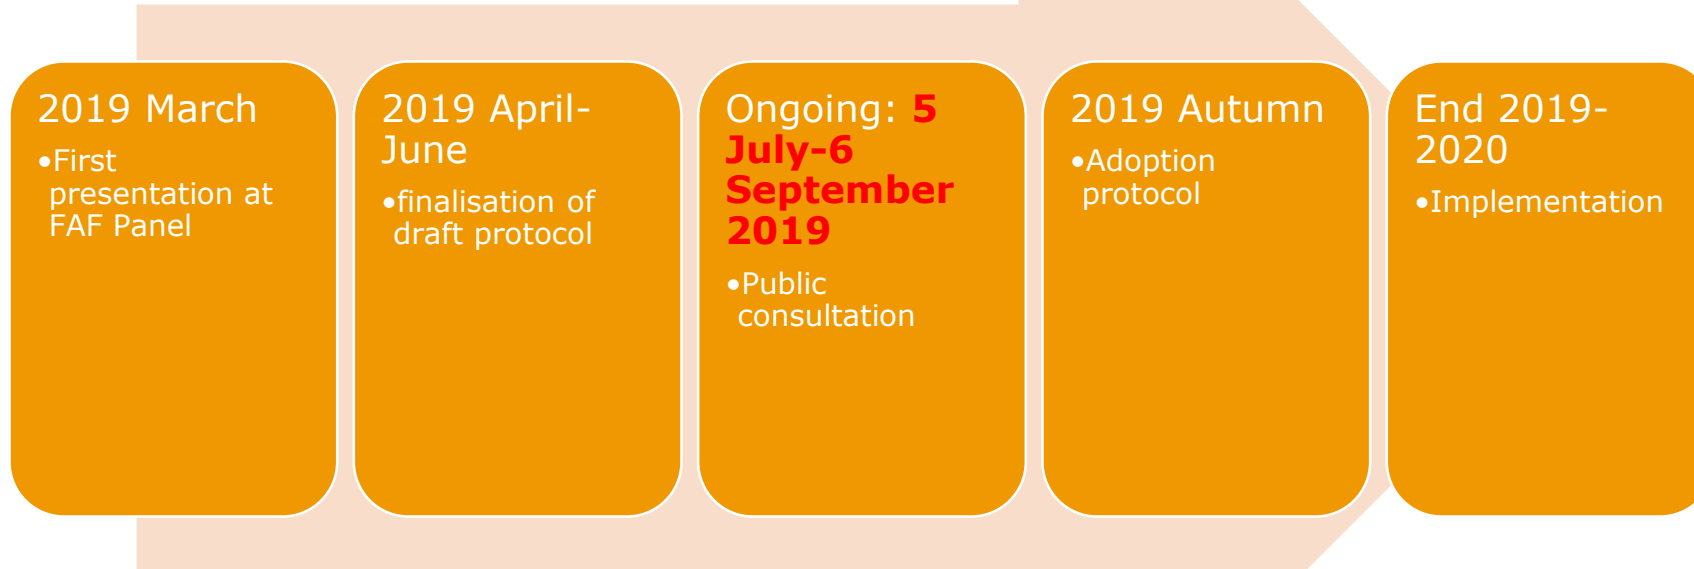 2019 March
•First
presentation at
FAF Panel
2019 April-
June
•finalisation of
draft protocol
Ongoing: 5
July-6
September
2019
•Public
consultation
2019 Autumn
•Adoption
protocol
End 2019-
2020
•Implementation